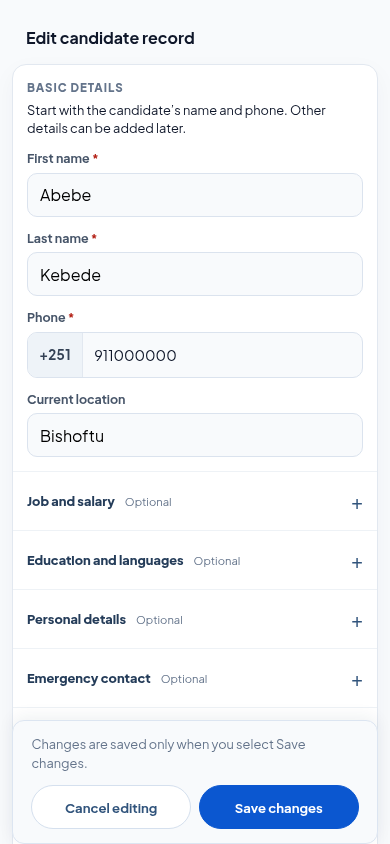 Edit candidate record
BASIC DETAILS
Start with the candidate's name and phone. Other
details can be added later.
First name *
Abebe
Last name *
Kebede
Phone *
+251 911000000
Current location
Bishoftu
Job and salary Optional +
Education and languages Optional +
Personal details Optional +
Emergency contact Optional +
Changes are saved only when you select Save
changes.
Cancel editing Save changes